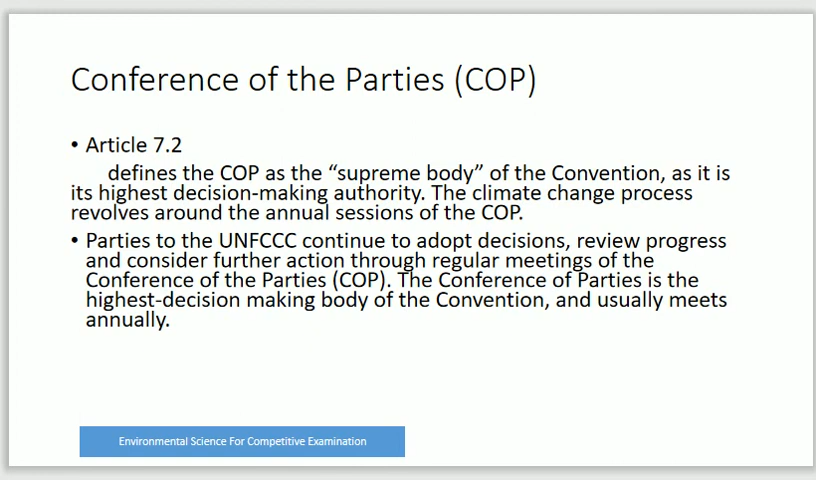 Conference of the Parties (COP)
• Article 7.2
defines the COP as the “supreme body” of the Convention, as it is
its highest decision-making authority. The climate change process
revolves around the annual sessions of the COP.
• Parties to the UNFCCC continue to adopt decisions, review progress
and consider further action through regular meetings of the
Conference of the Parties (COP). The Conference of Parties is the
highest-decision making body of the Convention, and usually meets
annually.
Environmental Science For Competitive Examination